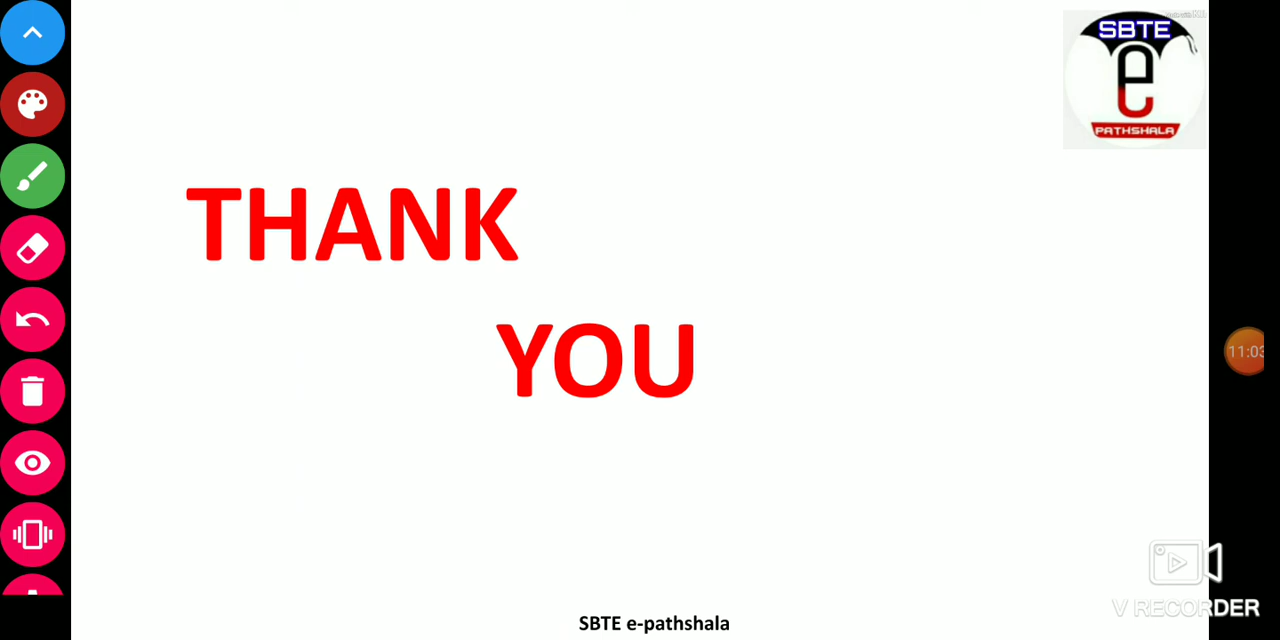 SBTE
e
PATHSHALA
THANK
YOU
11:03
V RECORDER
SBTE e-pathshala